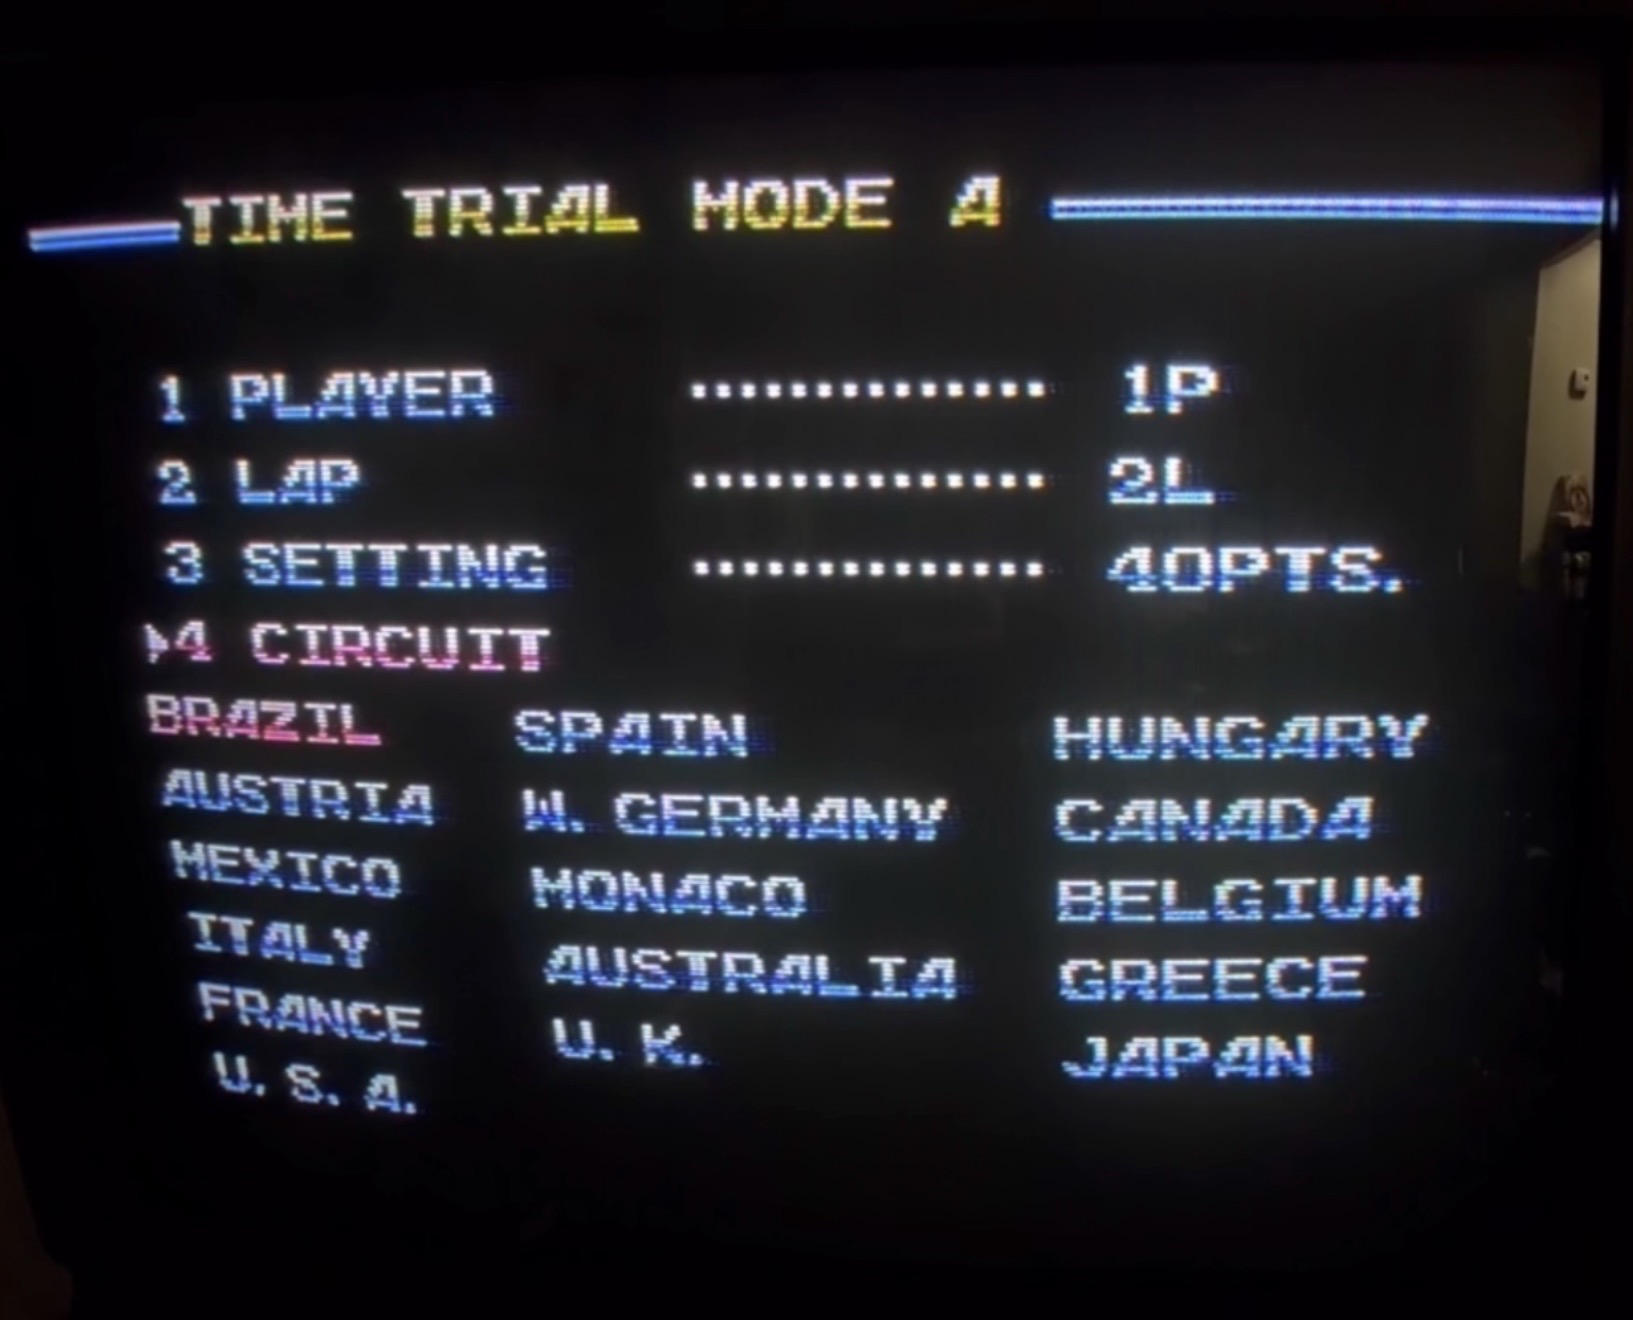 TIME TRIAL MODE A
1 PLAYER .............. 1P
2 LAP .............. 2L
3 SETTING .............. 40PTS.
4 CIRCUIT
BRAZIL SPAIN HUNGARY
AUSTRIA W. GERMANY CANADA
MEXICO MONACO BELGIUM
ITALY AUSTRALIA GREECE
FRANCE U. K. JAPAN
U. S. A.